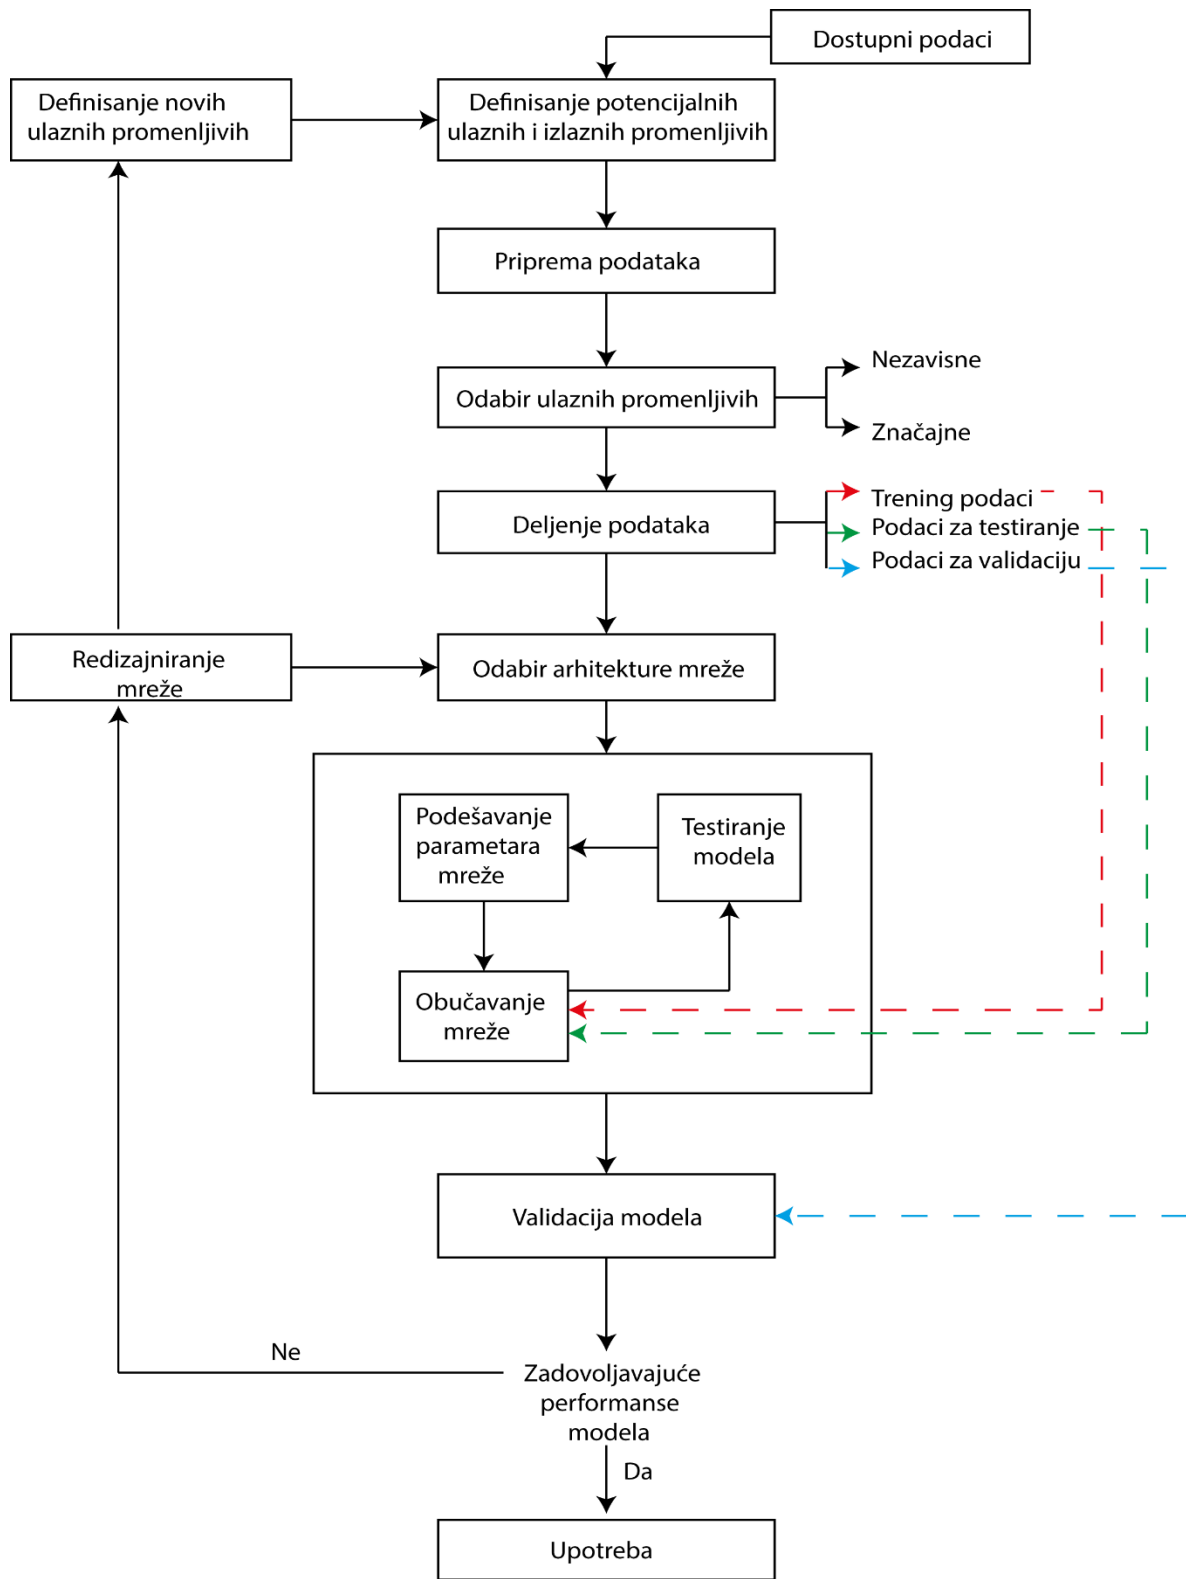 Dostupni podaci
Definisanje novih
ulaznih promenljivih
Definisanje potencijalnih
ulaznih i izlaznih promenljivih
Priprema podataka
Odabir ulaznih promenljivih
Nezavisne
Značajne
Deljenje podataka
Trening podaci
Podaci za testiranje
Podaci za validaciju
Redizajniranje
mreže
Odabir arhitekture mreže
Podešavanje
parametara
mreže
Testiranje
modela
Obučavanje
mreže
Validacija modela
Ne
Zadovoljavajuće
performanse
modela
Da
Upotreba